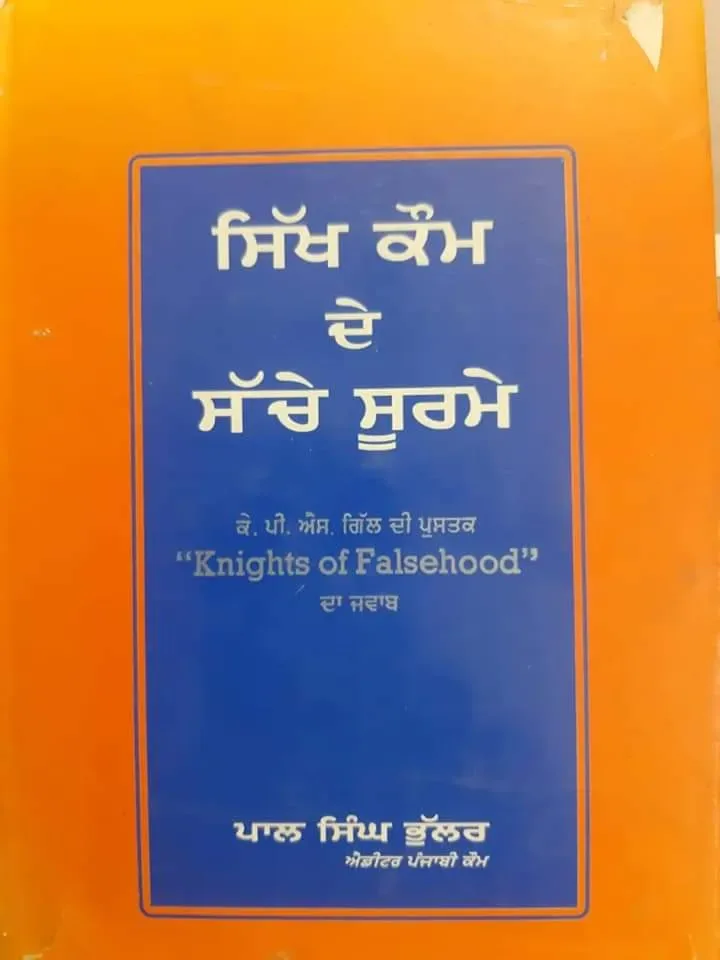 ਸਿੱਖ ਕੌਮ
ਦੇ
ਸੱਚੇ ਸੂਰਮੇ
ਕੇ. ਪੀ. ਐਸ. ਗਿੱਲ ਦੀ ਪੁਸਤਕ
“Knights of Falsehood”
ਦਾ ਜਵਾਬ
ਪਾਲ ਸਿੰਘ ਭੁੱਲਰ
ਐਡੀਟਰ ਪੰਜਾਬੀ ਕੌਮ